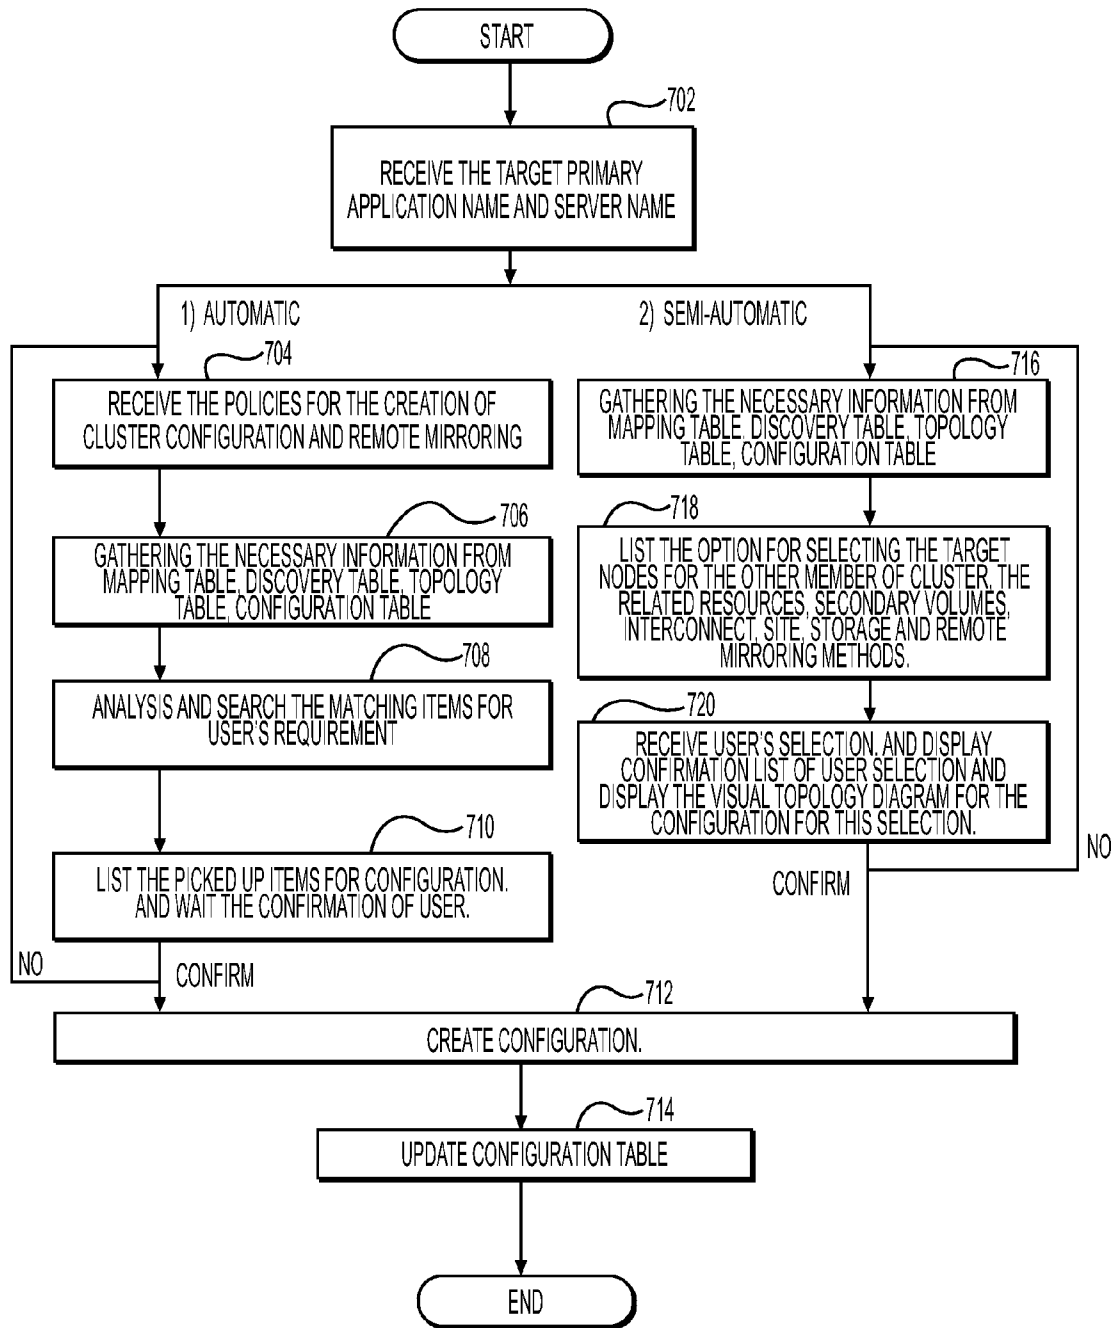 START
702
RECEIVE THE TARGET PRIMARY
APPLICATION NAME AND SERVER NAME
1) AUTOMATIC
2) SEMI-AUTOMATIC
704
RECEIVE THE POLICIES FOR THE CREATION OF
CLUSTER CONFIGURATION AND REMOTE MIRRORING
706
GATHERING THE NECESSARY INFORMATION FROM
MAPPING TABLE, DISCOVERY TABLE, TOPOLOGY
TABLE, CONFIGURATION TABLE
708
ANALYSIS AND SEARCH THE MATCHING ITEMS FOR
USER'S REQUIREMENT
710
LIST THE PICKED UP ITEMS FOR CONFIGURATION.
AND WAIT THE CONFIRMATION OF USER.
NO
CONFIRM
716
GATHERING THE NECESSARY INFORMATION FROM
MAPPING TABLE, DISCOVERY TABLE, TOPOLOGY
TABLE, CONFIGURATION TABLE
718
LIST THE OPTION FOR SELECTING THE TARGET
NODES FOR THE OTHER MEMBER OF CLUSTER, THE
RELATED RESOURCES, SECONDARY VOLUMES,
INTERCONNECT, SITE, STORAGE AND REMOTE
MIRRORING METHODS.
720
RECEIVE USER'S SELECTION. AND DISPLAY
CONFIRMATION LIST OF USER SELECTION AND
DISPLAY THE VISUAL TOPOLOGY DIAGRAM FOR THE
CONFIGURATION FOR THIS SELECTION.
NO
CONFIRM
712
CREATE CONFIGURATION.
714
UPDATE CONFIGURATION TABLE
END